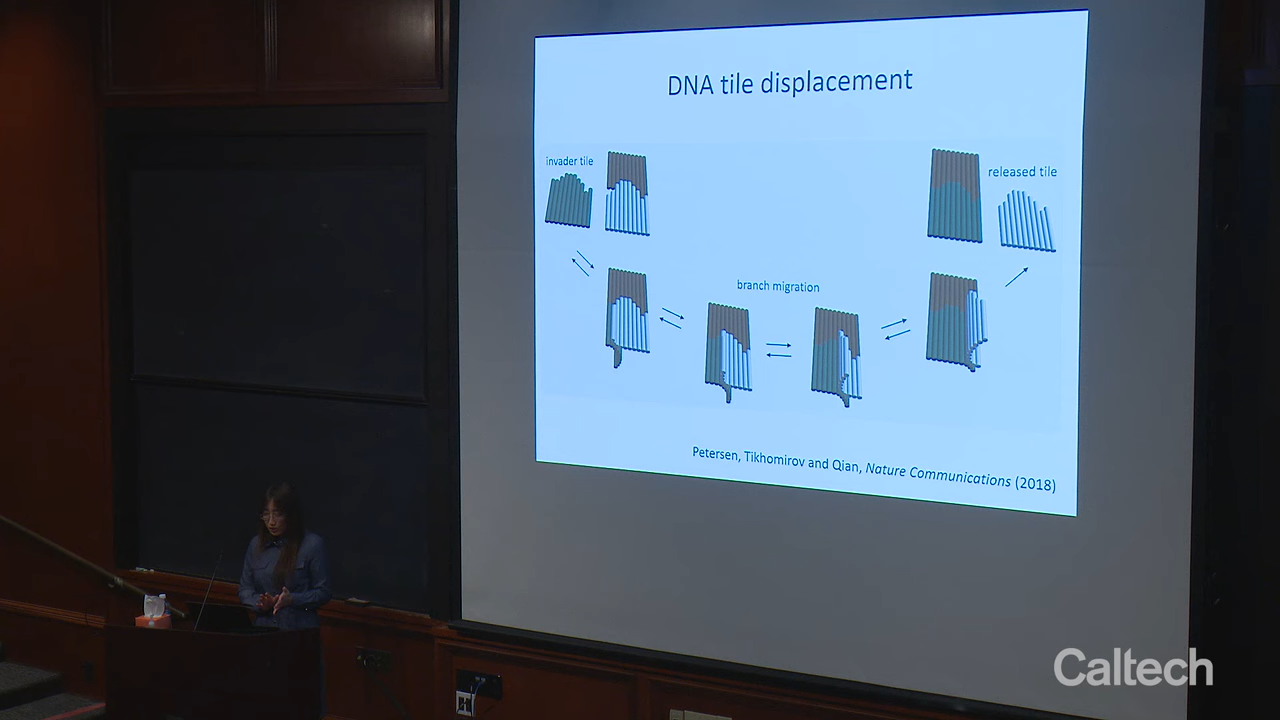 DNA tile displacement
invader tile
released tile
branch migration
Petersen, Tikhomirov and Qian, Nature Communications (2018)
Caltech